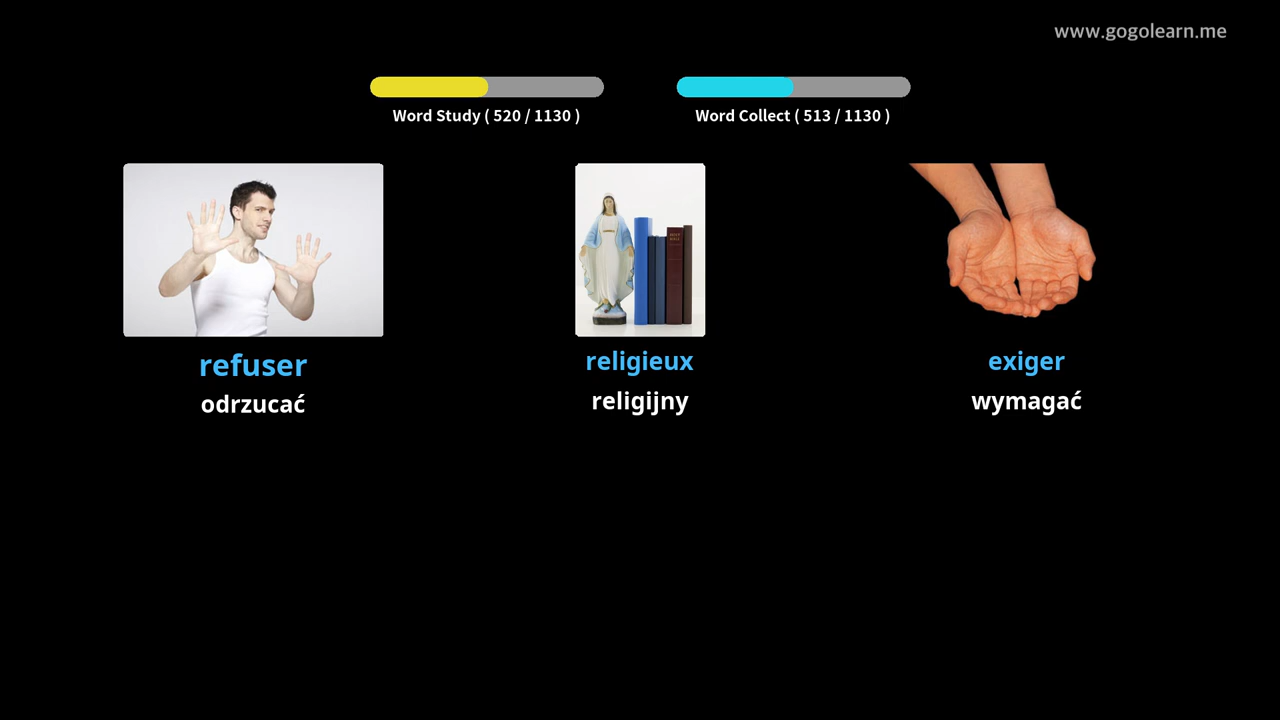 www.gogolearn.me
Word Study ( 520 / 1130 )
Word Collect ( 513 / 1130 )
refuser
odrzucać
religieux
religijny
exiger
wymagać